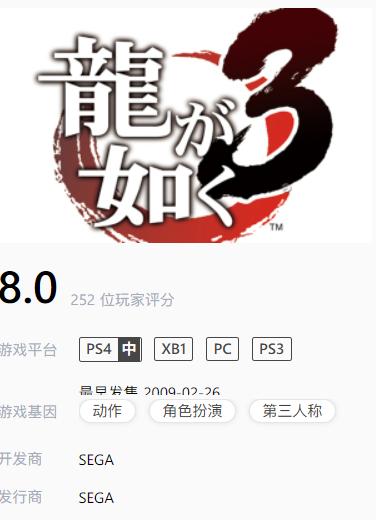 龍が如く3
TM
8.0 252 位玩家评分
游戏平台 PS4 中 XB1 PC PS3
最早发售 2009-02-26
游戏基因 动作 角色扮演 第三人称
开发商 SEGA
发行商 SEGA